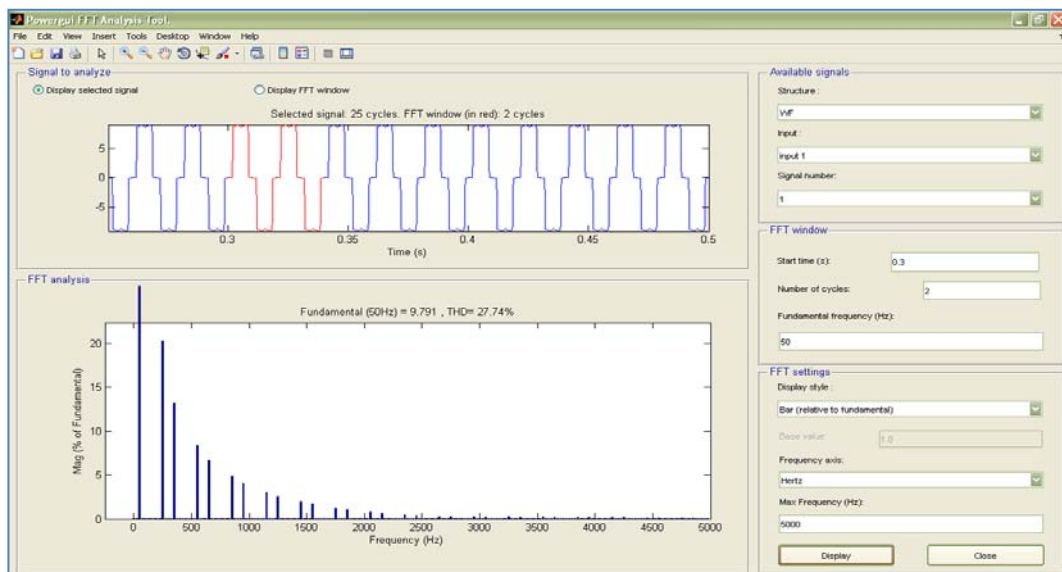 Powergui FFT Analysis Tool.
File Edit View Insert Tools Desktop Window Help
Signal to analyze
Display selected signal
Display FFT window
Selected signal: 25 cycles. FFT window (in red): 2 cycles
5
0
-5
0.3 0.35 0.4 0.45 0.5
Time (s)
FFT analysis
Fundamental (50Hz) = 9.791 , THD= 27.74%
Mag (% of Fundamental)
20
15
10
5
0
0 500 1000 1500 2000 2500 3000 3500 4000 4500 5000
Frequency (Hz)
Available signals
Structure :
Input :
input 1
Signal number:
1
FFT window
Start time (s): 0.3
Number of cycles: 2
Fundamental frequency (Hz):
50
FFT settings
Display style :
Bar (relative to fundamental)
Base value: 1.0
Frequency axis:
Hertz
Max Frequency (Hz):
5000
Display Close